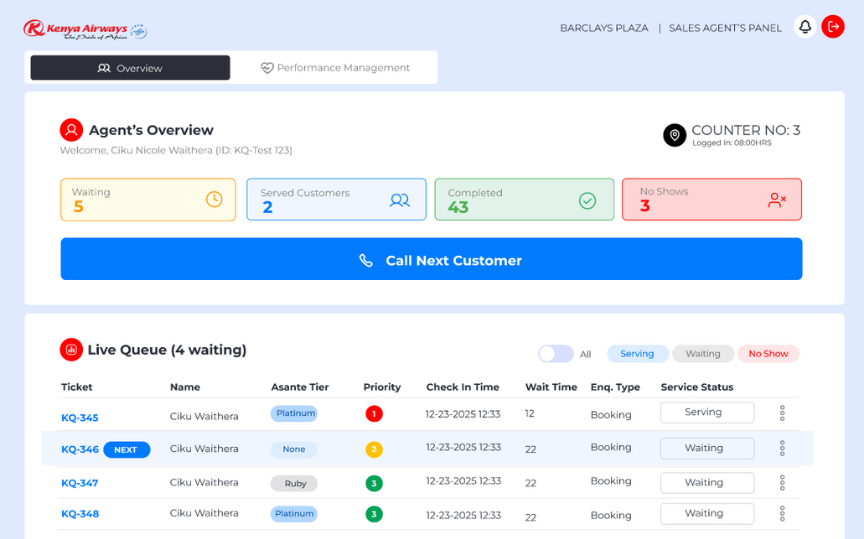 Kenya Airways
The Pride of Africa
BARCLAYS PLAZA | SALES AGENT'S PANEL
Overview
Performance Management
Agent's Overview
Welcome, Ciku Nicole Waithera (ID: KQ-Test 123)
COUNTER NO: 3
Logged In: 08:00HRS
Waiting
5
Served Customers
2
Completed
43
No Shows
3
Call Next Customer
Live Queue (4 waiting)
All
Serving
Waiting
No Show
Ticket Name Asante Tier Priority Check In Time Wait Time Enq. Type Service Status
KQ-345 Ciku Waithera Platinum 1 12-23-2025 12:33 12 Booking Serving
KQ-346 NEXT Ciku Waithera None 2 12-23-2025 12:33 22 Booking Waiting
KQ-347 Ciku Waithera Ruby 3 12-23-2025 12:33 22 Booking Waiting
KQ-348 Ciku Waithera Platinum 3 12-23-2025 12:33 22 Booking Waiting